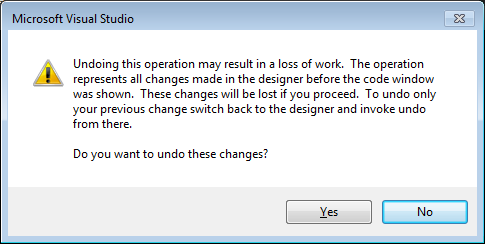 Microsoft Visual Studio
Undoing this operation may result in a loss of work.  The operation
represents all changes made in the designer before the code window
was shown.  These changes will be lost if you proceed.  To undo only
your previous change switch back to the designer and invoke undo
from there.
Do you want to undo these changes?
Yes
No